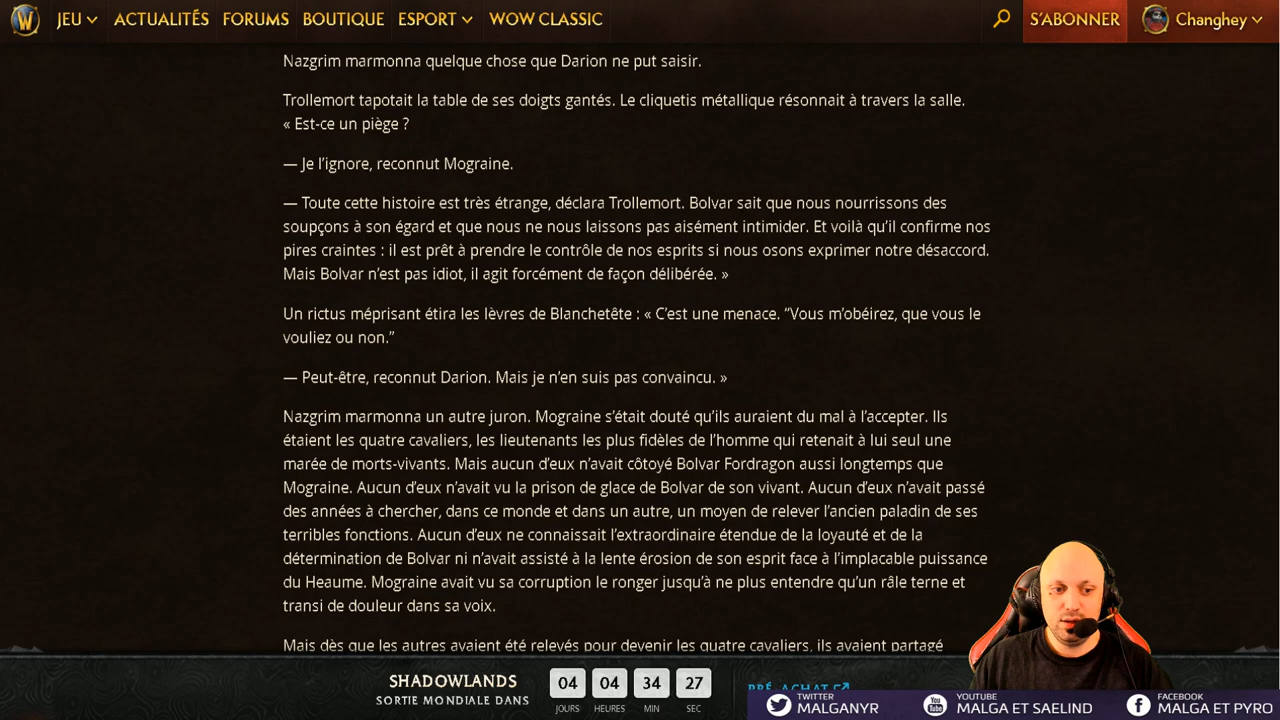 JEU ACTUALITÉS FORUMS BOUTIQUE ESPORT WOW CLASSIC S'ABONNER Changhey
Nazgrim marmonna quelque chose que Darion ne put saisir.
Trollemort tapotait la table de ses doigts gantés. Le cliquetis métallique résonnait à travers la salle.
« Est-ce un piège ?
— Je l'ignore, reconnut Mograine.
— Toute cette histoire est très étrange, déclara Trollemort. Bolvar sait que nous nourrissons des
soupçons à son égard et que nous ne nous laissons pas aisément intimider. Et voilà qu'il confirme nos
pires craintes : il est prêt à prendre le contrôle de nos esprits si nous osons exprimer notre désaccord.
Mais Bolvar n'est pas idiot, il agit forcément de façon délibérée. »
Un rictus méprisant étira les lèvres de Blanchetête : « C'est une menace. “Vous m'obéirez, que vous le
vouliez ou non.”
— Peut-être, reconnut Darion. Mais je n'en suis pas convaincu. »
Nazgrim marmonna un autre juron. Mograine s'était douté qu'ils auraient du mal à l'accepter. Ils
étaient les quatre cavaliers, les lieutenants les plus fidèles de l'homme qui retenait à lui seul une
marée de morts-vivants. Mais aucun d'eux n'avait côtoyé Bolvar Fordragon aussi longtemps que
Mograine. Aucun d'eux n'avait vu la prison de glace de Bolvar de son vivant. Aucun d'eux n'avait passé
des années à chercher, dans ce monde et dans un autre, un moyen de relever l'ancien paladin de ses
terribles fonctions. Aucun d'eux ne connaissait l'extraordinaire étendue de la loyauté et de la
détermination de Bolvar ni n'avait assisté à la lente érosion de son esprit face à l'implacable puissance
du Heaume. Mograine avait vu sa corruption le ronger jusqu'à ne plus entendre qu'un râle terne et
transi de douleur dans sa voix.
Mais dès que les autres avaient été relevés pour devenir les quatre cavaliers, ils avaient partagé
SHADOWLANDS
SORTIE MONDIALE DANS
04 04 34 27
JOURS HEURES MIN SEC
PRÉ-ACHAT
TWITTER
MALGANYR
YOUTUBE
MALGA ET SAELIND
FACEBOOK
MALGA ET PYRO